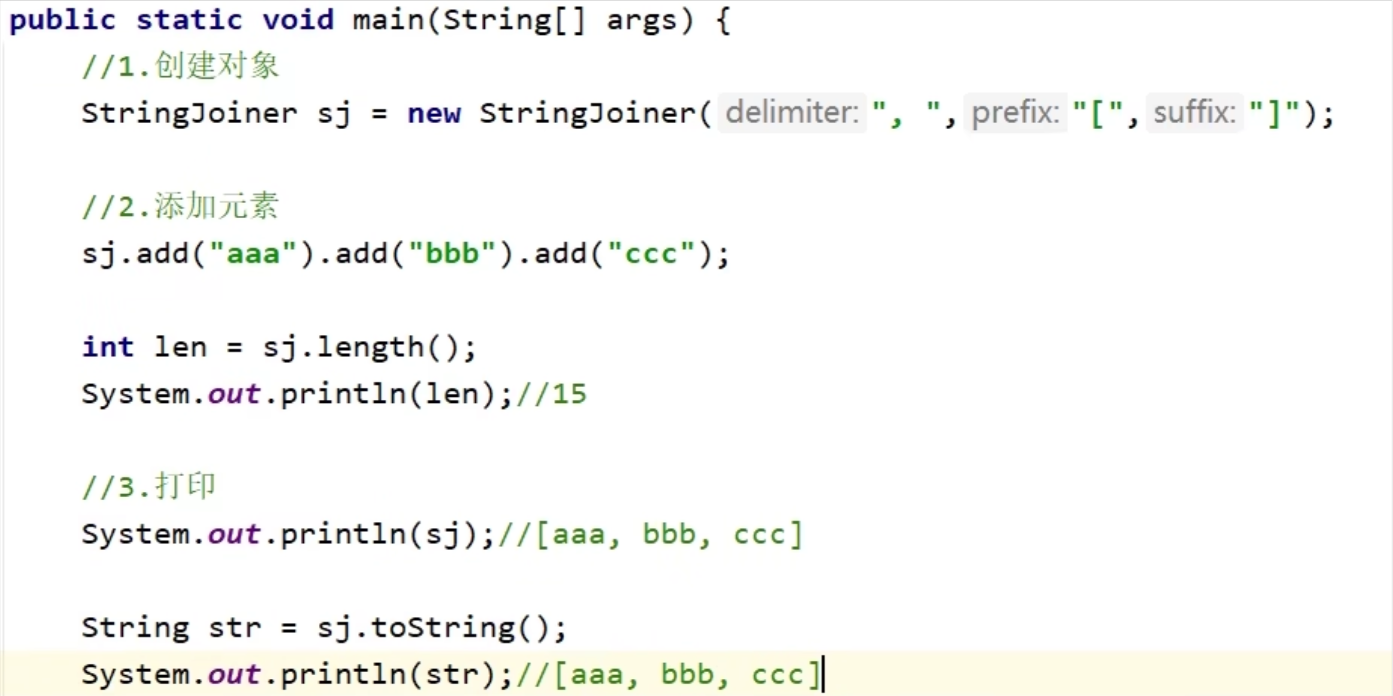 public static void main(String[] args) {
//1.创建对象
StringJoiner sj = new StringJoiner( delimiter: ", ", prefix: "[", suffix: "]");
//2.添加元素
sj.add("aaa").add("bbb").add("ccc");
int len = sj.length();
System.out.println(len);//15
//3.打印
System.out.println(sj);//[aaa, bbb, ccc]
String str = sj.toString();
System.out.println(str);//[aaa, bbb, ccc]